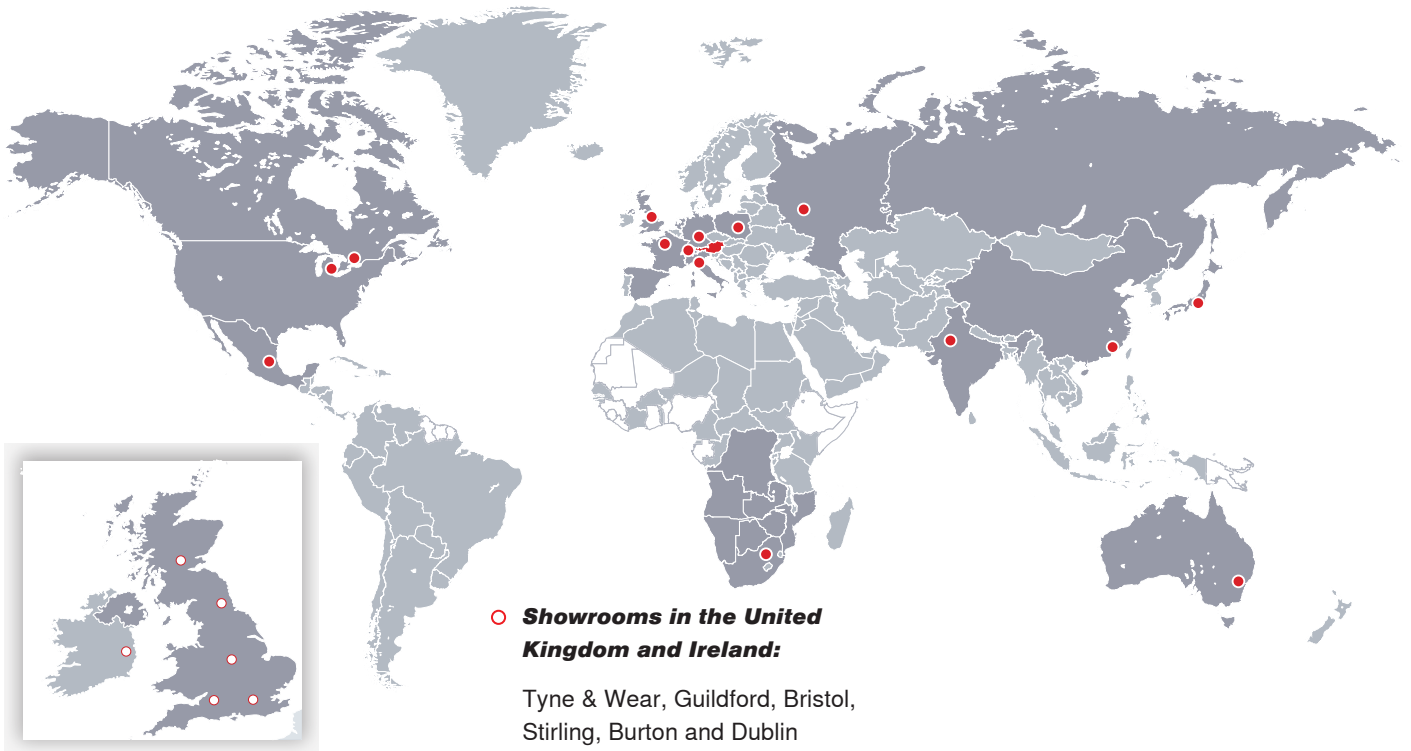 Showrooms in the United
Kingdom and Ireland:
Tyne & Wear, Guildford, Bristol,
Stirling, Burton and Dublin